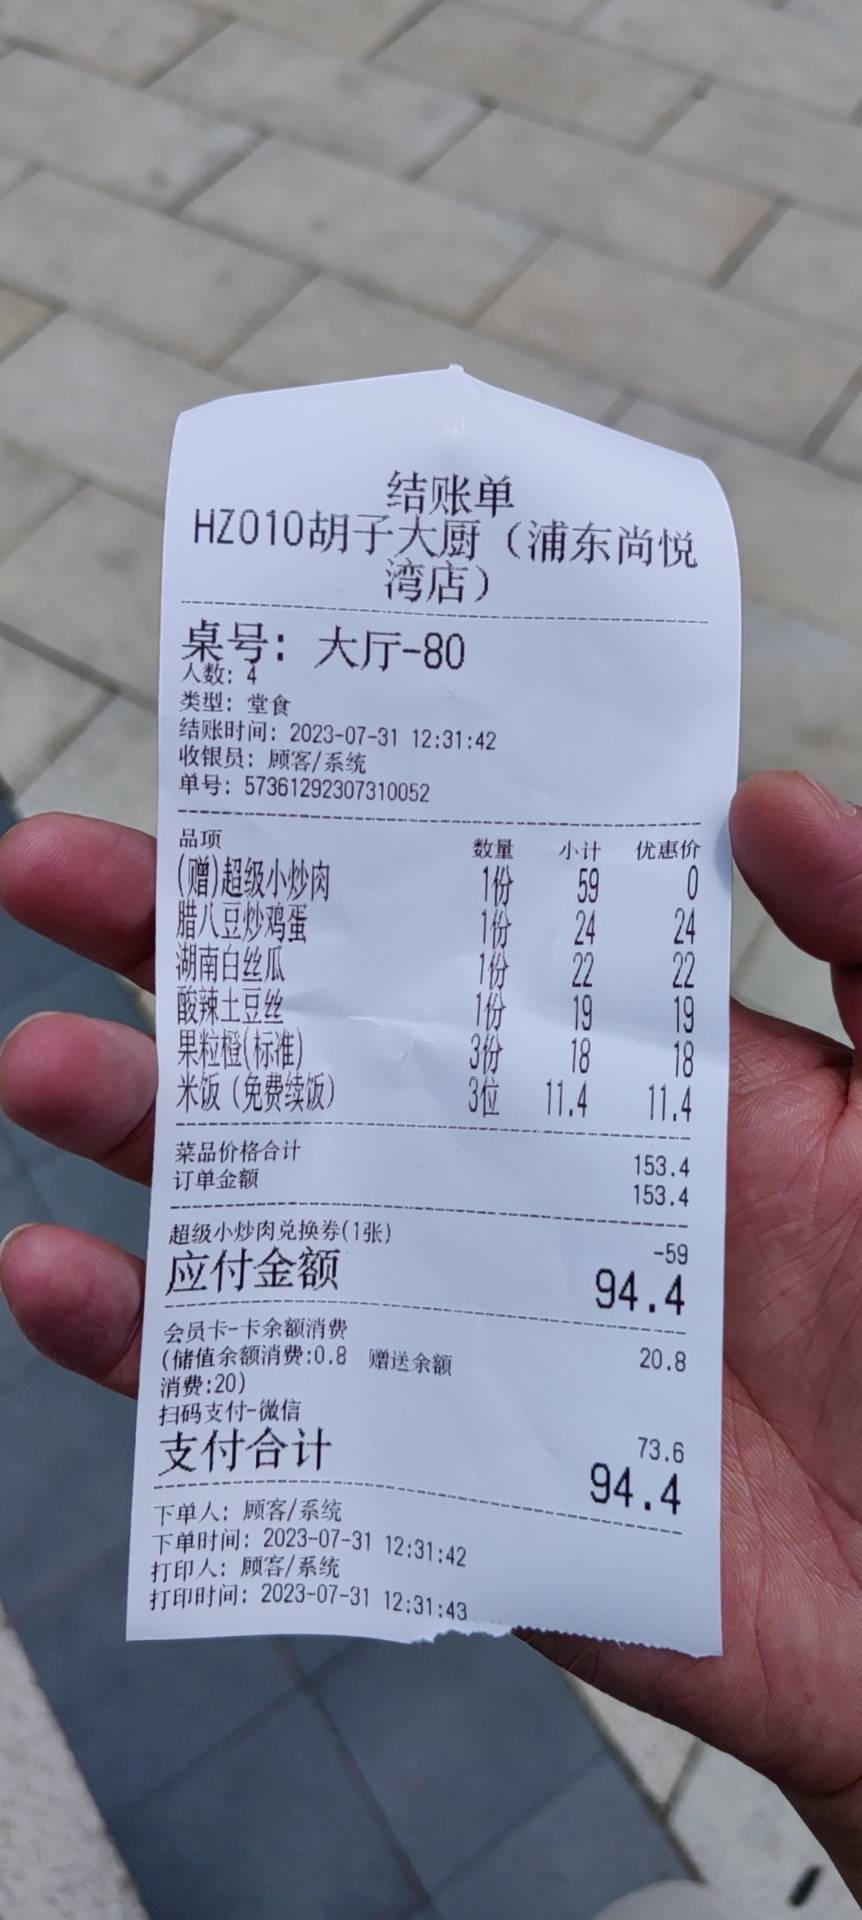 结账单
HZ010胡子大厨（浦东尚悦
湾店）
桌号：大厅-80
人数：4
类型：堂食
结账时间：2023-07-31 12:31:42
收银员：顾客/系统
单号：573612923073100​52
品项 数量 小计 优惠价
(赠)超级小炒肉 1份 59 0
腊八豆炒鸡蛋 1份 24 24
湖南白丝瓜 1份 22 22
酸辣土豆丝 1份 19 19
果粒橙(标准) 3份 18 18
米饭（免费续饭） 3位 11.4 11.4
菜品价格合计 153.4
订单金额 153.4
超级小炒肉兑换券(1张) -59
应付金额 94.4
会员卡-卡余额消费
(储值余额消费:0.8 赠送余额 20.8
消费:20)
扫码支付-微信 73.6
支付合计 94.4
下单人：顾客/系统
下单时间：2023-07-31 12:31:42
打印人：顾客/系统
打印时间：2023-07-31 12:31:43